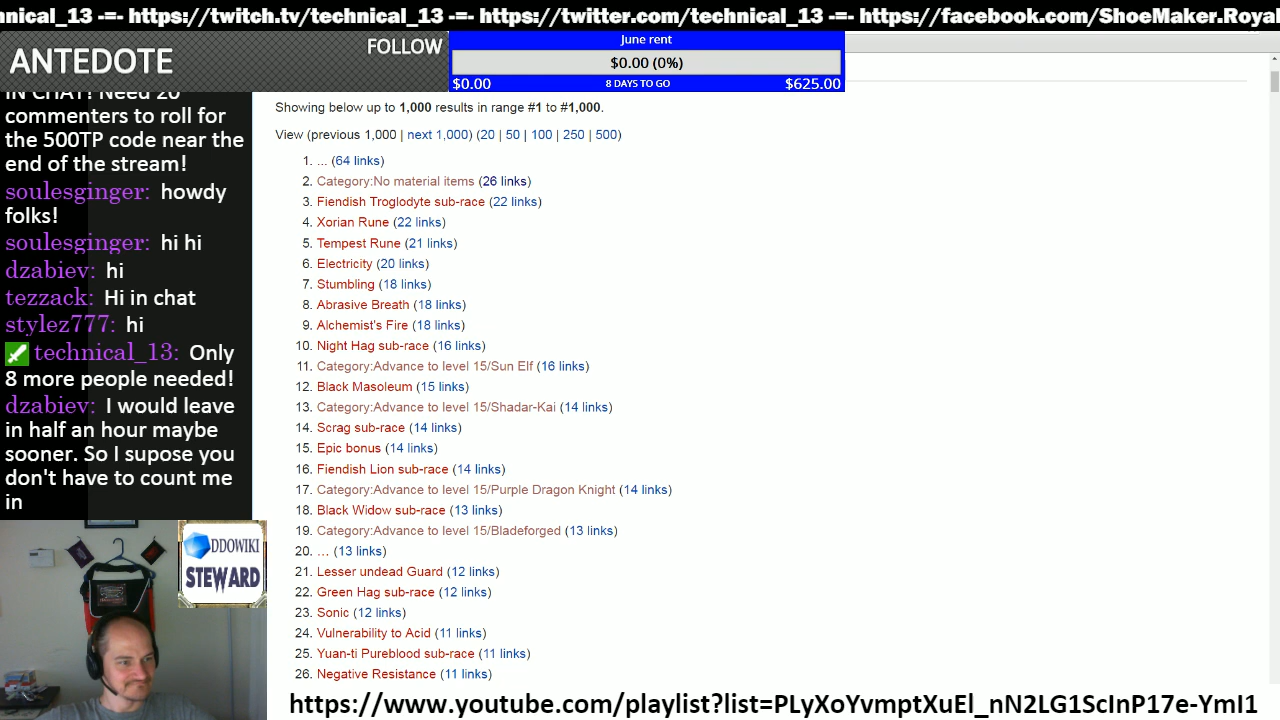 nical_13 -=- https://twitch.tv/technical_13 -=- https://twitter.com/technical_13 -=- https://facebook.com/ShoeMaker.Royal
ANTEDOTE
FOLLOW
June rent
$0.00 (0%)
$0.00 8 DAYS TO GO $625.00
IN CHAT! Need 20
commenters to roll for
the 500TP code near the
end of the stream!
soulesginger: howdy
folks!
soulesginger: hi hi
dzabiev: hi
tezzack: Hi in chat
stylez777: hi
technical_13: Only
8 more people needed!
dzabiev: I would leave
in half an hour maybe
sooner. So I supose you
don't have to count me
in
DDOWIKI
STEWARD
Showing below up to 1,000 results in range #1 to #1,000.
View (previous 1,000 | next 1,000) (20 | 50 | 100 | 250 | 500)
1. ... (64 links)
2. Category:No material items (26 links)
3. Fiendish Troglodyte sub-race (22 links)
4. Xorian Rune (22 links)
5. Tempest Rune (21 links)
6. Electricity (20 links)
7. Stumbling (18 links)
8. Abrasive Breath (18 links)
9. Alchemist's Fire (18 links)
10. Night Hag sub-race (16 links)
11. Category:Advance to level 15/Sun Elf (16 links)
12. Black Masoleum (15 links)
13. Category:Advance to level 15/Shadar-Kai (14 links)
14. Scrag sub-race (14 links)
15. Epic bonus (14 links)
16. Fiendish Lion sub-race (14 links)
17. Category:Advance to level 15/Purple Dragon Knight (14 links)
18. Black Widow sub-race (13 links)
19. Category:Advance to level 15/Bladeforged (13 links)
20. … (13 links)
21. Lesser undead Guard (12 links)
22. Green Hag sub-race (12 links)
23. Sonic (12 links)
24. Vulnerability to Acid (11 links)
25. Yuan-ti Pureblood sub-race (11 links)
26. Negative Resistance (11 links)
https://www.youtube.com/playlist?list=PLyXoYvmptXuEl_nN2LG1ScInP17e-YmI1